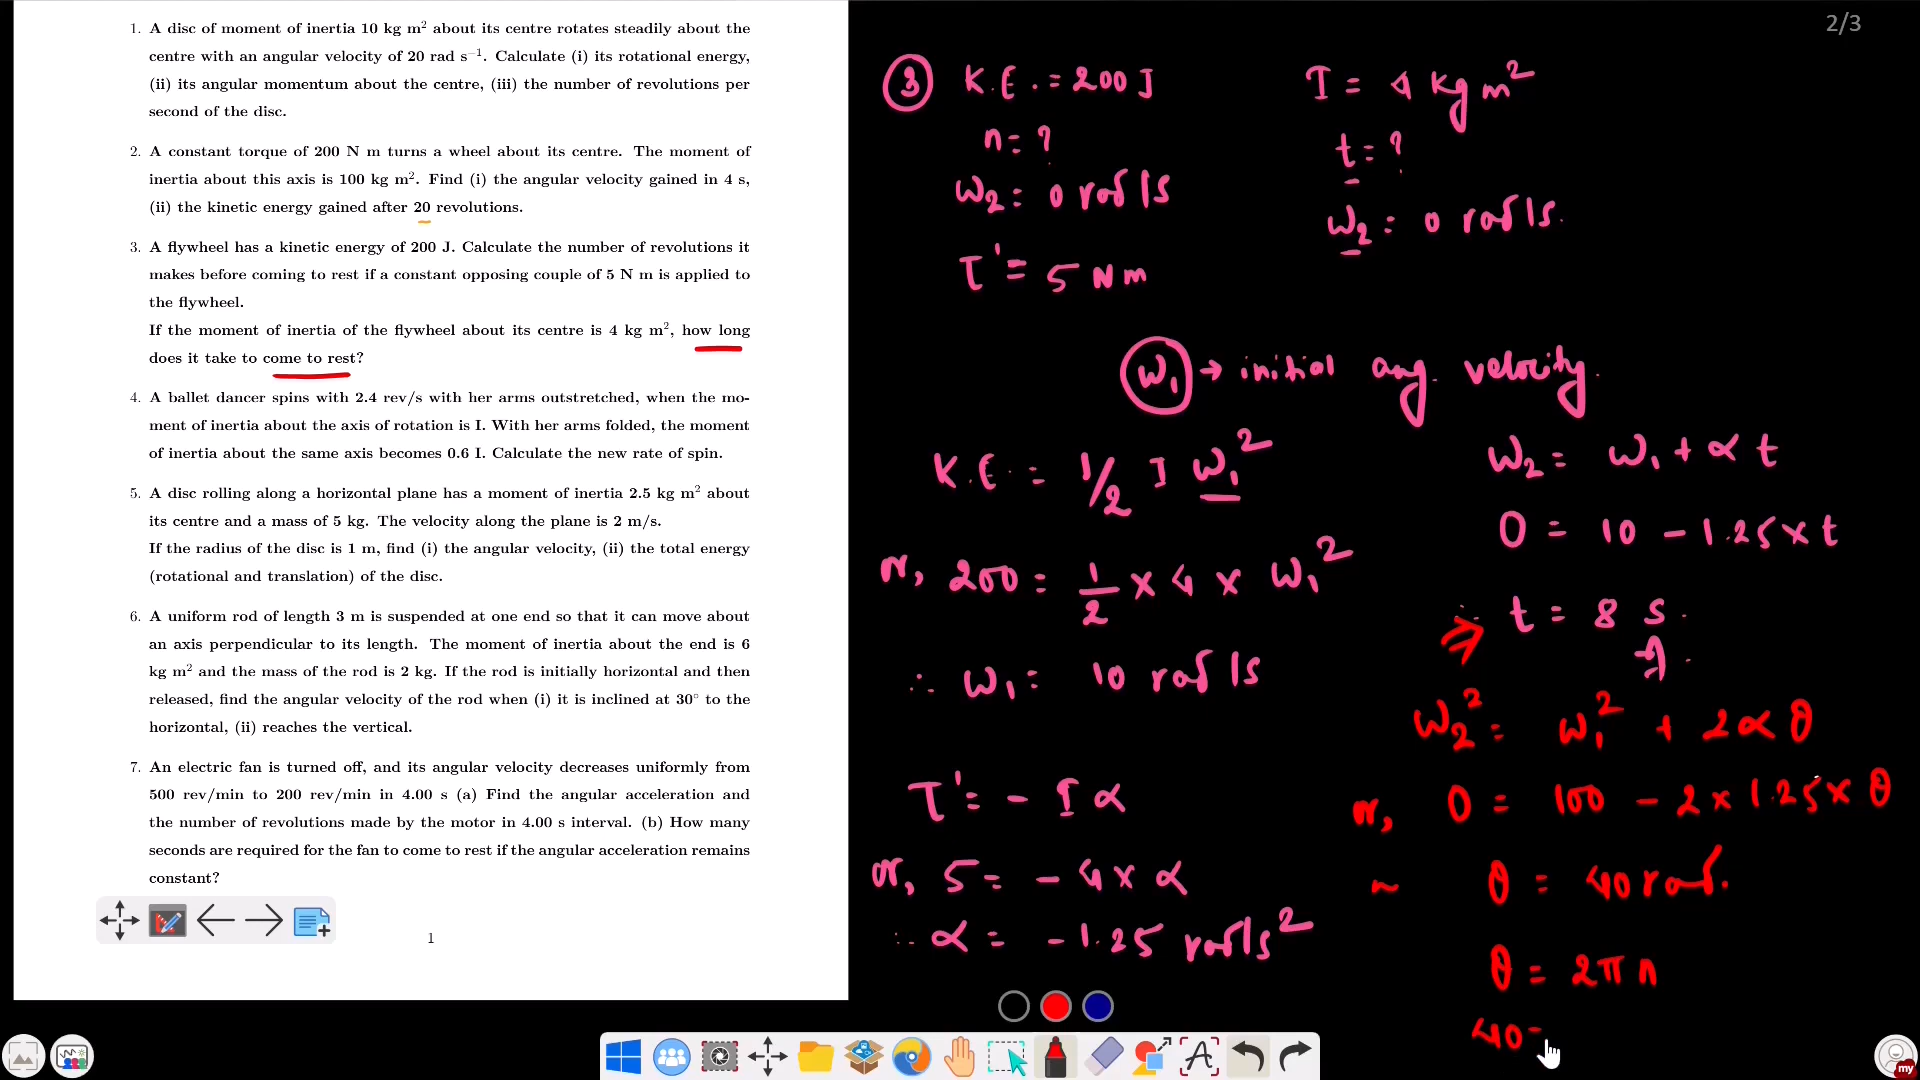 1. A disc of moment of inertia 10 kg m² about its centre rotates steadily about the
centre with an angular velocity of 20 rad s⁻¹. Calculate (i) its rotational energy,
(ii) its angular momentum about the centre, (iii) the number of revolutions per
second of the disc.
2. A constant torque of 200 N m turns a wheel about its centre. The moment of
inertia about this axis is 100 kg m². Find (i) the angular velocity gained in 4 s,
(ii) the kinetic energy gained after 20 revolutions.
3. A flywheel has a kinetic energy of 200 J. Calculate the number of revolutions it
makes before coming to rest if a constant opposing couple of 5 N m is applied to
the flywheel.
If the moment of inertia of the flywheel about its centre is 4 kg m², how long
does it take to come to rest?
4. A ballet dancer spins with 2.4 rev/s with her arms outstretched, when the mo-
ment of inertia about the axis of rotation is I. With her arms folded, the moment
of inertia about the same axis becomes 0.6 I. Calculate the new rate of spin.
5. A disc rolling along a horizontal plane has a moment of inertia 2.5 kg m² about
its centre and a mass of 5 kg. The velocity along the plane is 2 m/s.
If the radius of the disc is 1 m, find (i) the angular velocity, (ii) the total energy
(rotational and translation) of the disc.
6. A uniform rod of length 3 m is suspended at one end so that it can move about
an axis perpendicular to its length. The moment of inertia about the end is 6
kg m² and the mass of the rod is 2 kg. If the rod is initially horizontal and then
released, find the angular velocity of the rod when (i) it is inclined at 30° to the
horizontal, (ii) reaches the vertical.
7. An electric fan is turned off, and its angular velocity decreases uniformly from
500 rev/min to 200 rev/min in 4.00 s (a) Find the angular acceleration and
the number of revolutions made by the motor in 4.00 s interval. (b) How many
seconds are required for the fan to come to rest if the angular acceleration remains
constant?
1
2/3
③ K.E. = 200 J
n = ?
ω₂ = 0 rad/s
τ' = 5 Nm
I = 4 kg m²
t = ?
ω₂ = 0 rad/s.
ω₁ → initial ang. velocity.
K.E. = 1/2 I ω₁²
or, 200 = 1/2 × 4 × ω₁²
∴ ω₁ = 10 rad/s
τ' = - I α
or, 5 = - 4 × α
∴ α = - 1.25 rad/s²
ω₂ = ω₁ + α t
0 = 10 - 1.25 × t
∴ t = 8 s.
ω₂² = ω₁² + 2 α θ
or, 0 = 100 - 2 × 1.25 × θ
~ θ = 40 rad.
θ = 2π n
40 =
my